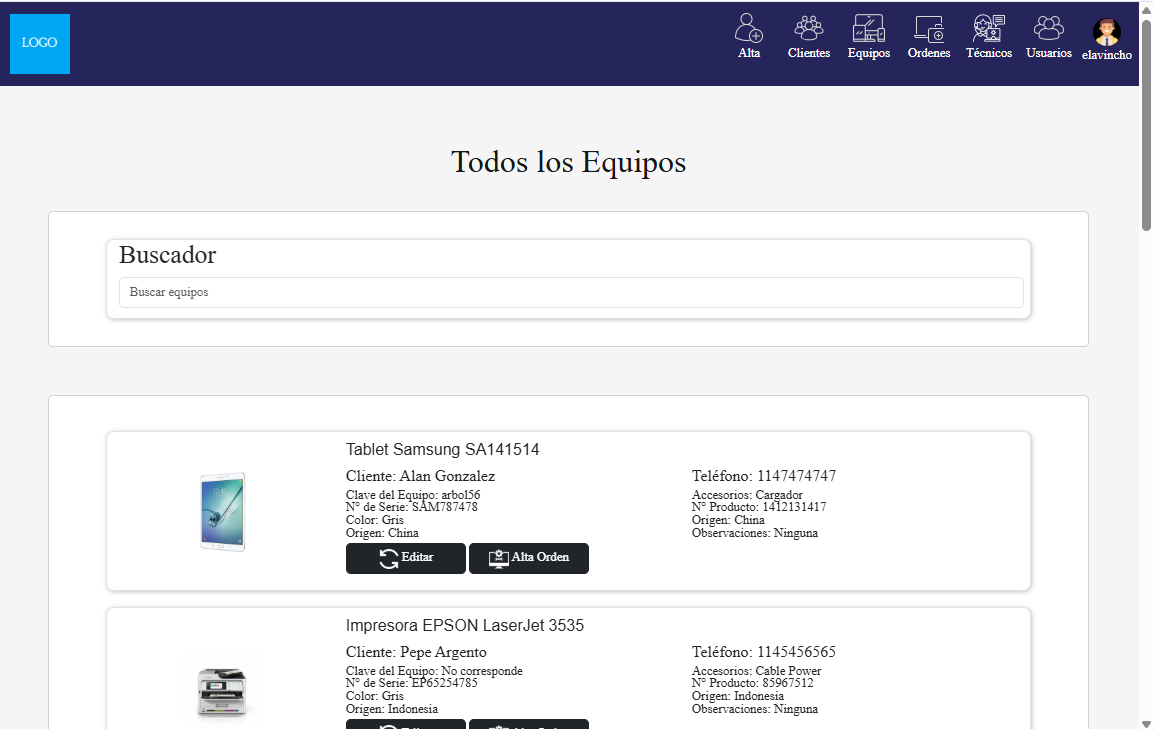 LOGO
Alta
Clientes
Equipos
Ordenes
Técnicos
Usuarios
elavincho
Todos los Equipos
Buscador
Buscar equipos
Tablet Samsung SA141514
Cliente: Alan Gonzalez
Teléfono: 1147474747
Clave del Equipo: arbol56
Accesorios: Cargador
N° de Serie: SAM787478
N° Producto: 1412131417
Color: Gris
Origen: China
Origen: China
Observaciones: Ninguna
Editar
Alta Orden
Impresora EPSON LaserJet 3535
Cliente: Pepe Argento
Teléfono: 1145456565
Clave del Equipo: No corresponde
Accesorios: Cable Power
N° de Serie: EP65254785
N° Producto: 85967512
Color: Gris
Origen: Indonesia
Origen: Indonesia
Observaciones: Ninguna